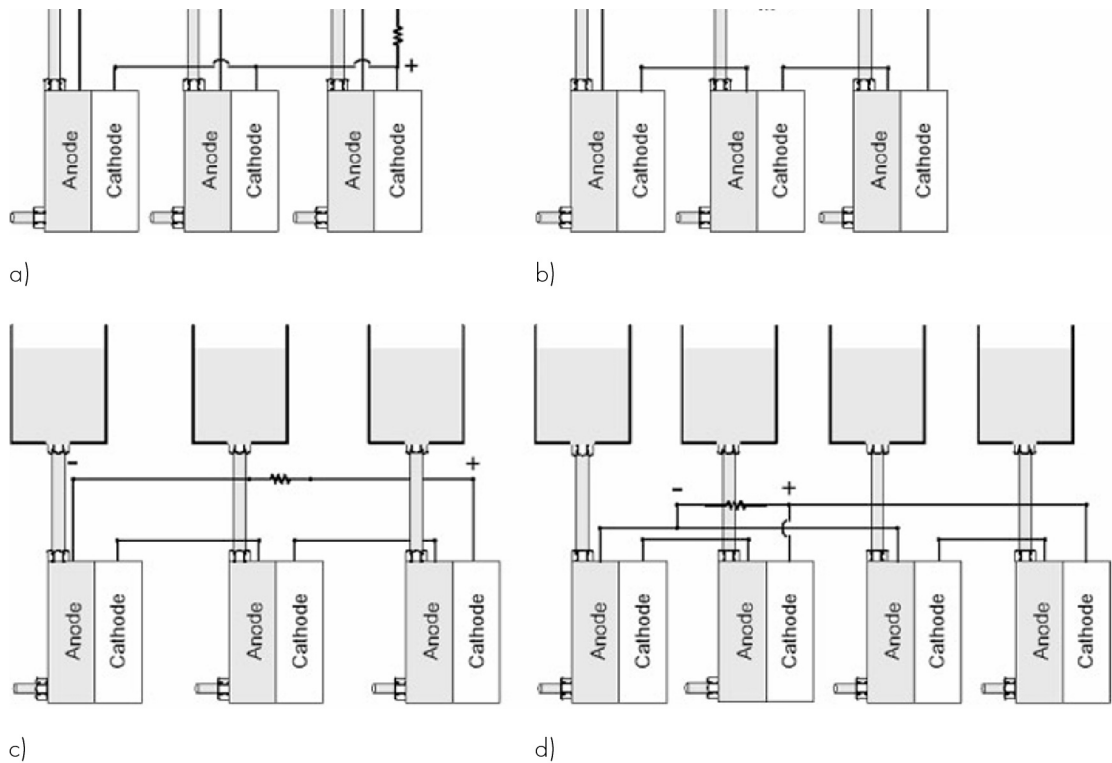 +
Anode Cathode Anode Cathode Anode Cathode
Anode Cathode Anode Cathode Anode Cathode
a)
b)
- +
- +
Anode Cathode Anode Cathode Anode Cathode
Anode Cathode Anode Cathode Anode Cathode Anode Cathode
c)
d)